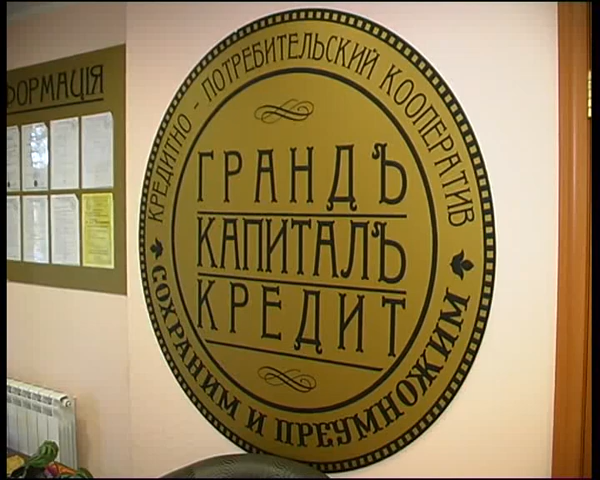 ФОРМАЦІЯ
КРЕДИТНО - ПОТРЕБИТЕЛЬСКИЙ КООПЕРАТИВ
ГРАНДЪ
КАПИТАЛЪ
КРЕДИТ
СОХРАНИМ И ПРЕУМНОЖИМ